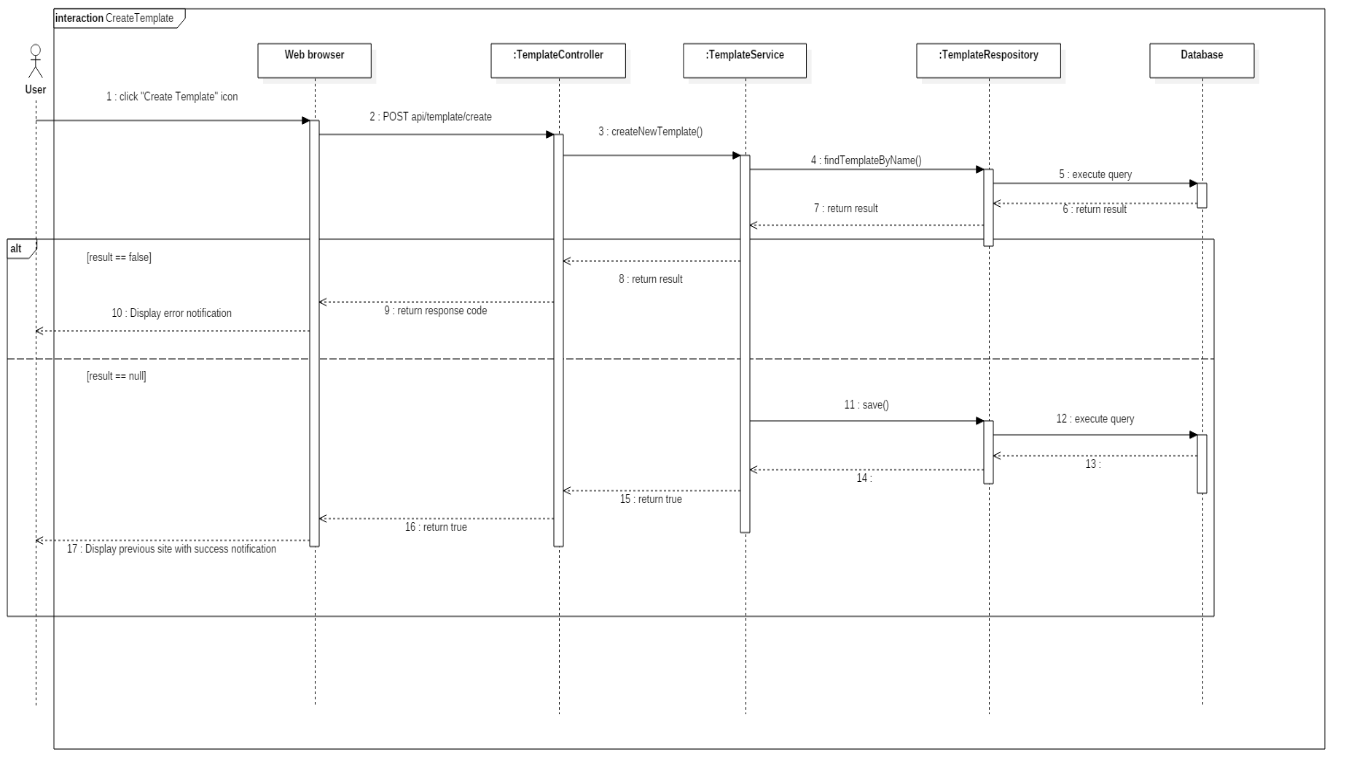 interaction CreateTemplate
Web browser
:TemplateController
:TemplateService
:TemplateRespository
Database
User
1 : click "Create Template" icon
2 : POST api/template/create
3 : createNewTemplate()
4 : findTemplateByName()
5 : execute query
6 : return result
7 : return result
alt
[result == false]
8 : return result
9 : return response code
10 : Display error notification
[result == null]
11 : save()
12 : execute query
13 :
14 :
15 : return true
16 : return true
17 : Display previous site with success notification